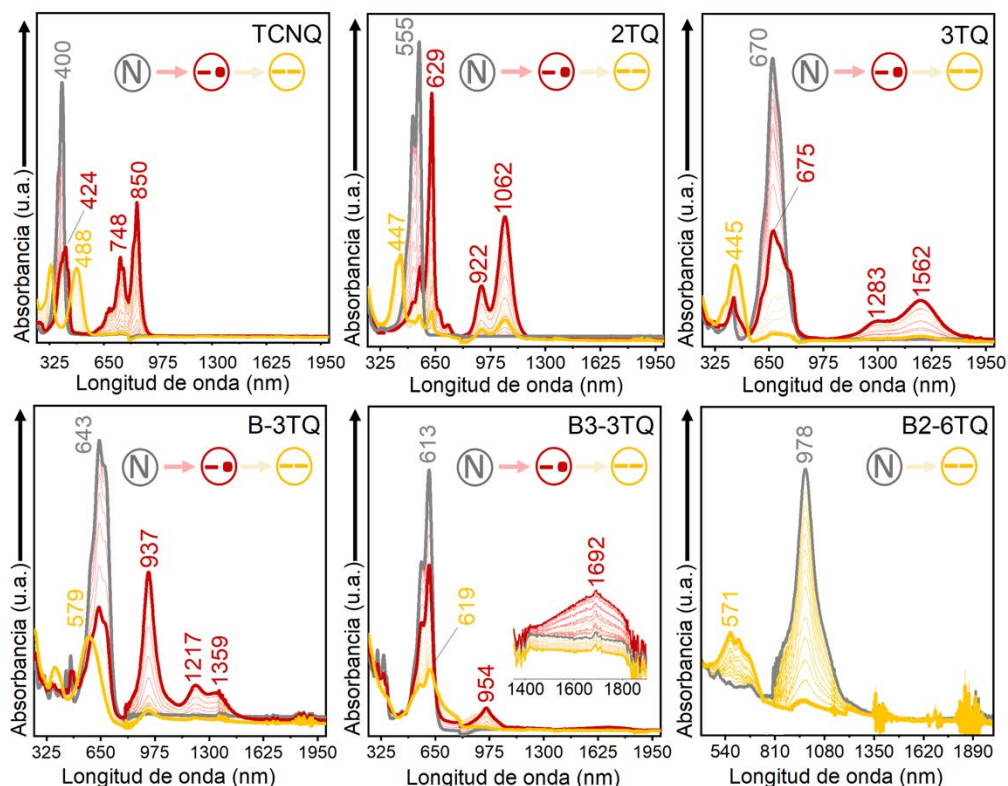 TCNQ
Absorbancia (u.a.)
400
N
424
488
748
850
325 650 975 1300 1625 1950
Longitud de onda (nm)
2TQ
Absorbancia (u.a.)
555
629
N
447
922
1062
325 650 975 1300 1625 1950
Longitud de onda (nm)
3TQ
Absorbancia (u.a.)
670
N
675
445
1283
1562
325 650 975 1300 1625 1950
Longitud de onda (nm)
B-3TQ
Absorbancia (u.a.)
643
N
579
937
1217
1359
325 650 975 1300 1625 1950
Longitud de onda (nm)
B3-3TQ
Absorbancia (u.a.)
613
N
619
954
1692
1400 1600 1800
325 650 975 1300 1625 1950
Longitud de onda (nm)
B2-6TQ
Absorbancia (u.a.)
978
N
571
540 810 1080 1350 1620 1890
Longitud de onda (nm)